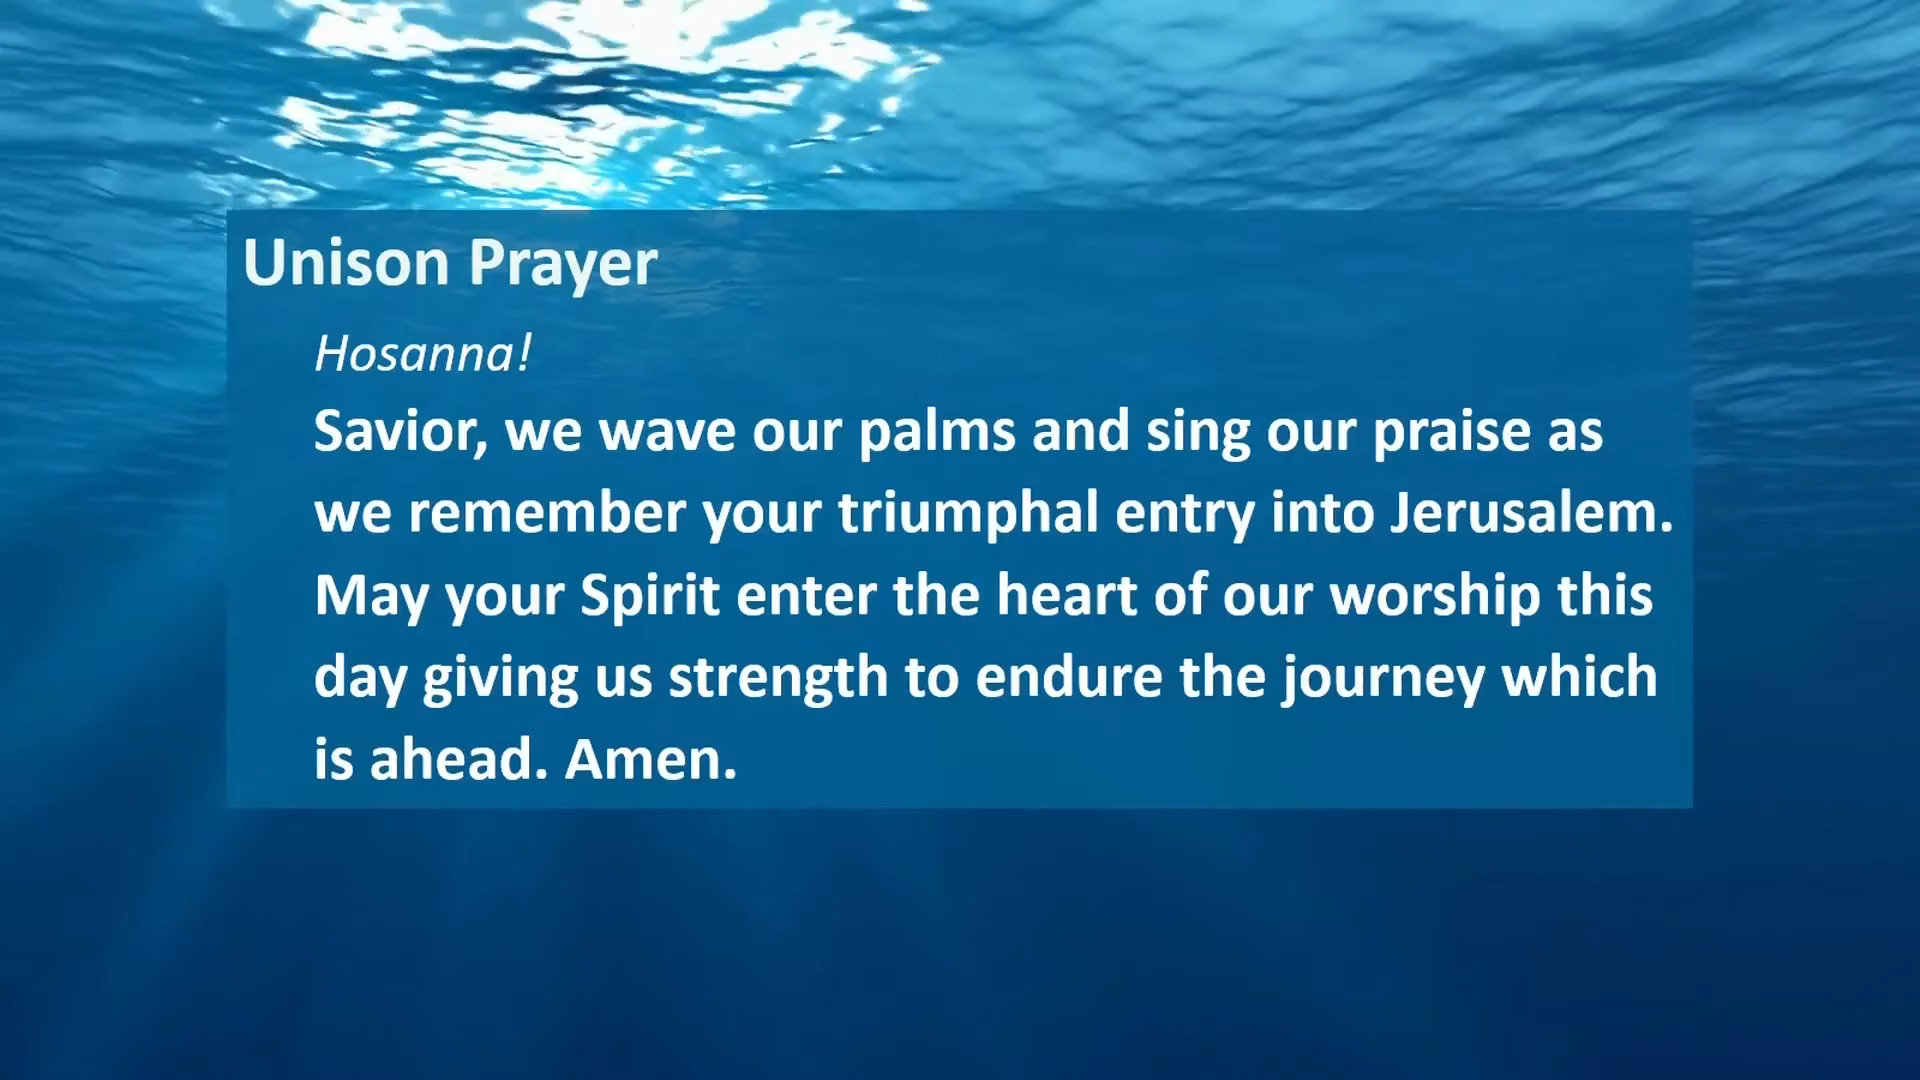 Unison Prayer
Hosanna!
Savior, we wave our palms and sing our praise as
we remember your triumphal entry into Jerusalem.
May your Spirit enter the heart of our worship this
day giving us strength to endure the journey which
is ahead. Amen.